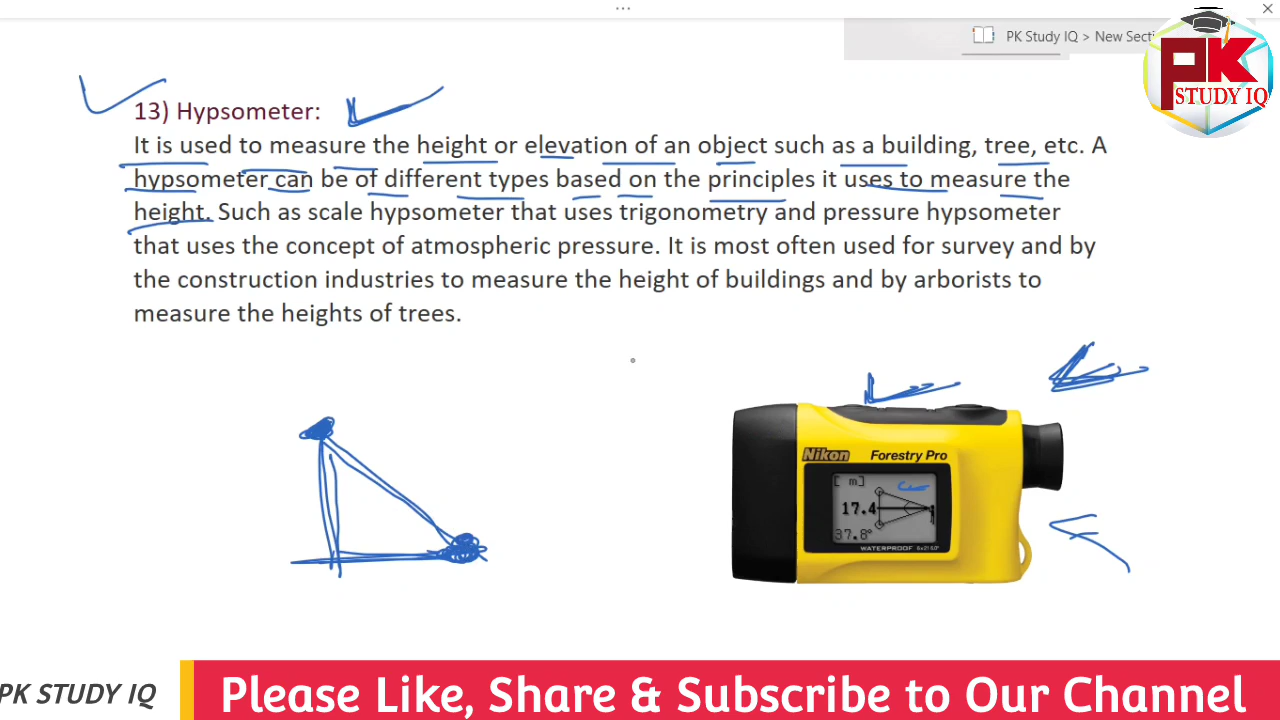 PK Study IQ > New Secti
PK
STUDY IQ
13) Hypsometer:
It is used to measure the height or elevation of an object such as a building, tree, etc. A
hypsometer can be of different types based on the principles it uses to measure the
height. Such as scale hypsometer that uses trigonometry and pressure hypsometer
that uses the concept of atmospheric pressure. It is most often used for survey and by
the construction industries to measure the height of buildings and by arborists to
measure the heights of trees.
Nikon Forestry Pro
[ m]
17.4
37.8°
WATERPROOF
PK STUDY IQ
Please Like, Share & Subscribe to Our Channel